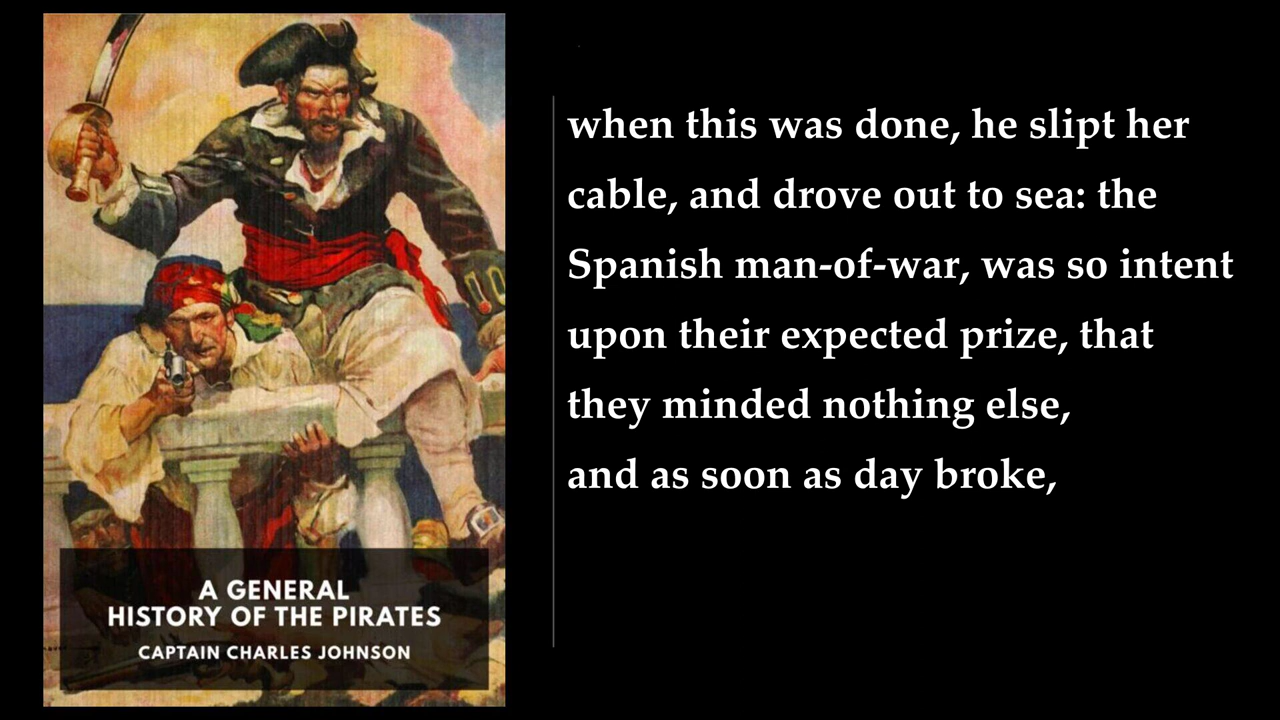 when this was done, he slipt her
cable, and drove out to sea: the
Spanish man-of-war, was so intent
upon their expected prize, that
they minded nothing else,
and as soon as day broke,
A GENERAL
HISTORY OF THE PIRATES
CAPTAIN CHARLES JOHNSON